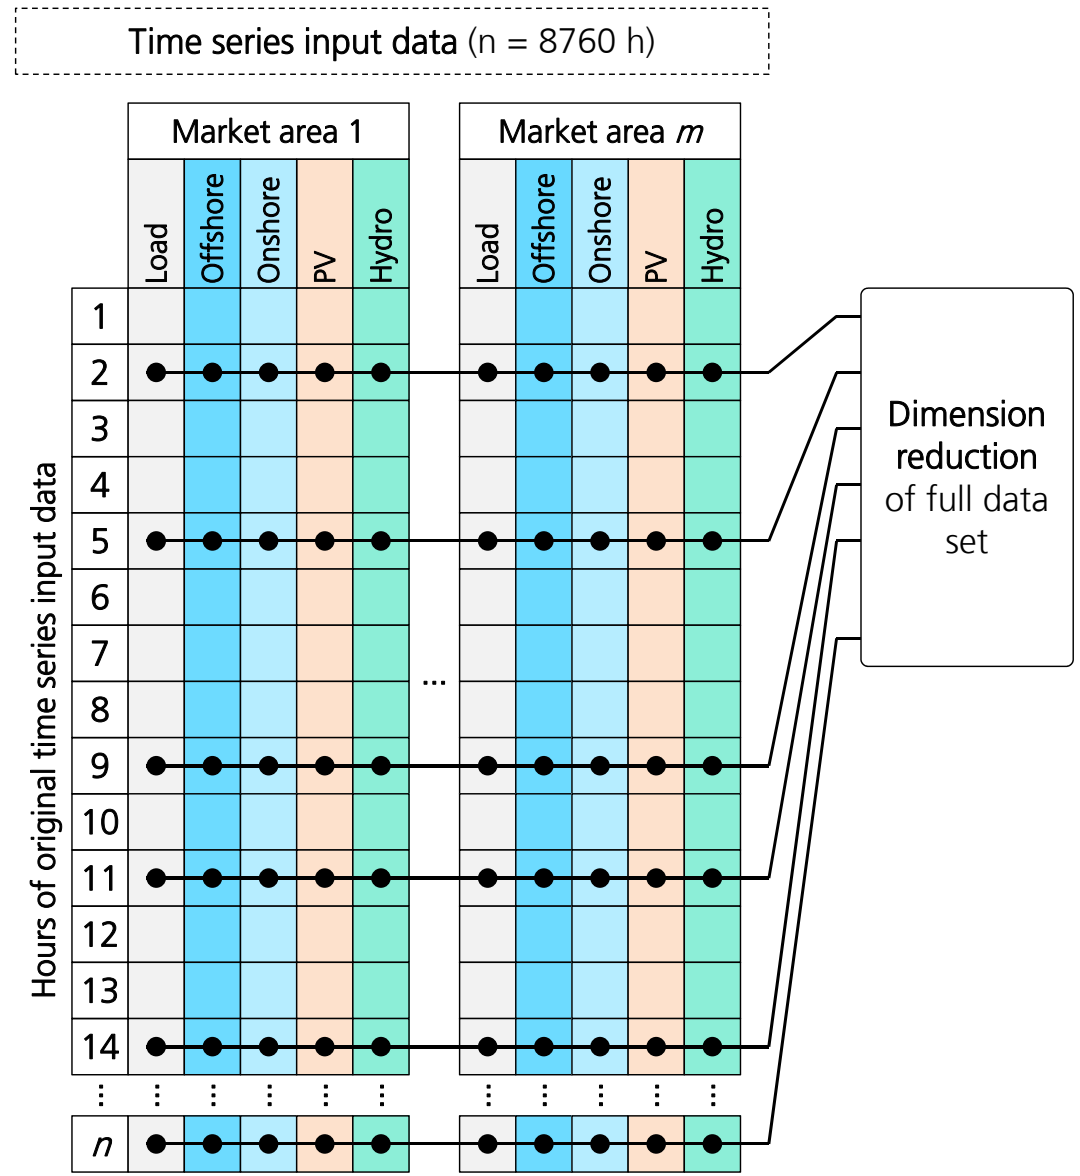 Time series input data (n = 8760 h)
Market area 1
Market area m
Load
Offshore
Onshore
PV
Hydro
Load
Offshore
Onshore
PV
Hydro
Hours of original time series input data
1
2
3
4
5
6
7
8
9
10
11
12
13
14
...
n
...
Dimension
reduction
of full data
set